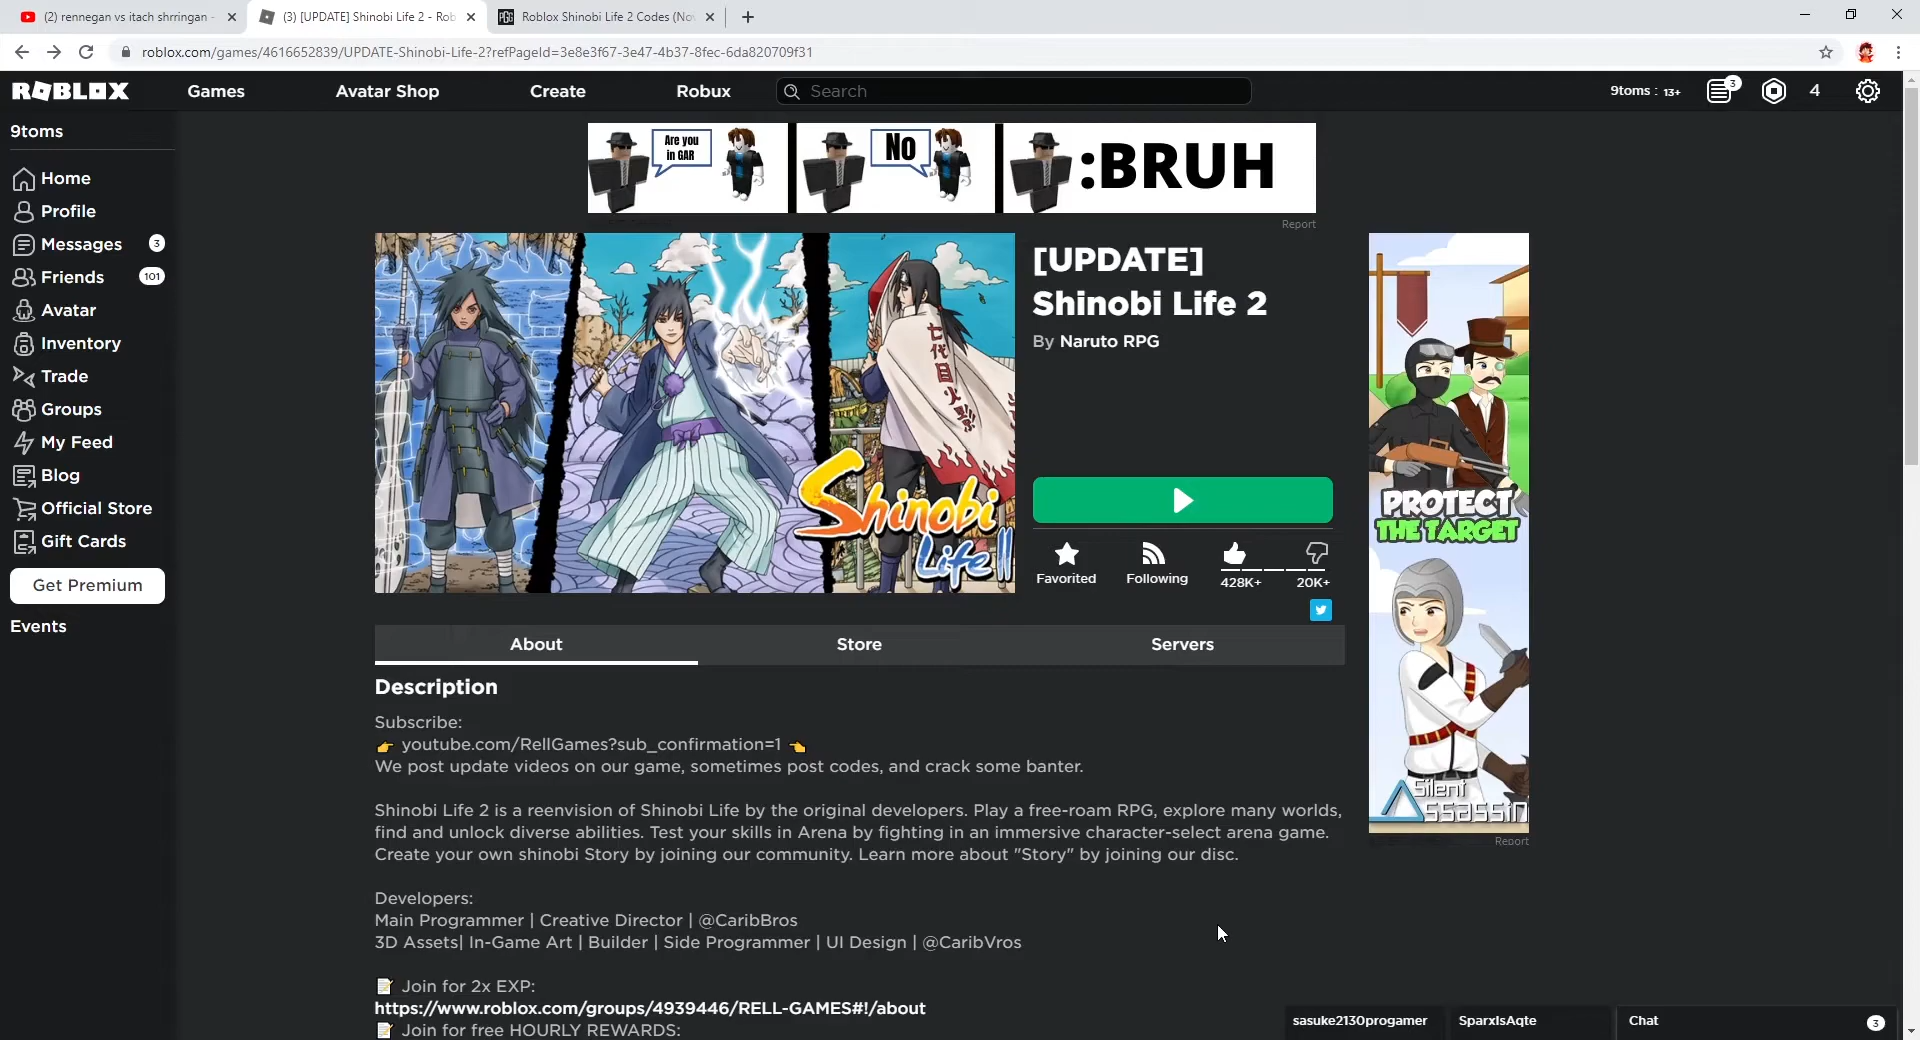 (2) rennegan vs itach shrringan -
(3) [UPDATE] Shinobi Life 2 - Rob
PGG
Roblox Shinobi Life 2 Codes (Nov
roblox.com/games/4616652839/UPDATE-Shinobi-Life-2?refPageId=3e8e3f67-3e47-4b37-8fec-6da820709f31
ROBLOX
Games
Avatar Shop
Create
Robux
Search
9toms : 13+
3
4
9toms
Home
Profile
Messages 3
Friends 101
Avatar
Inventory
Trade
Groups
My Feed
Blog
Official Store
Gift Cards
Get Premium
Events
Are you
in GAR
No
:BRUH
Report
七代目火影
Shinobi
Life II
[UPDATE]
Shinobi Life 2
By Naruto RPG
Favorited
Following
428K+
20K+
PROTECT
THE TARGET
Silent
Assassin
Report
About
Store
Servers
Description
Subscribe:
👉 youtube.com/RellGames?sub_confirmation=1 👈
We post update videos on our game, sometimes post codes, and crack some banter.
Shinobi Life 2 is a reenvision of Shinobi Life by the original developers. Play a free-roam RPG, explore many worlds,
find and unlock diverse abilities. Test your skills in Arena by fighting in an immersive character-select arena game.
Create your own shinobi Story by joining our community. Learn more about "Story" by joining our disc.
Developers:
Main Programmer | Creative Director | @CaribBros
3D Assets| In-Game Art | Builder | Side Programmer | UI Design | @CaribVros
📝 Join for 2x EXP:
https://www.roblox.com/groups/4939446/RELL-GAMES#!/about
📝 Join for free HOURLY REWARDS:
sasuke2130progamer
SparxIsAqte
Chat
3